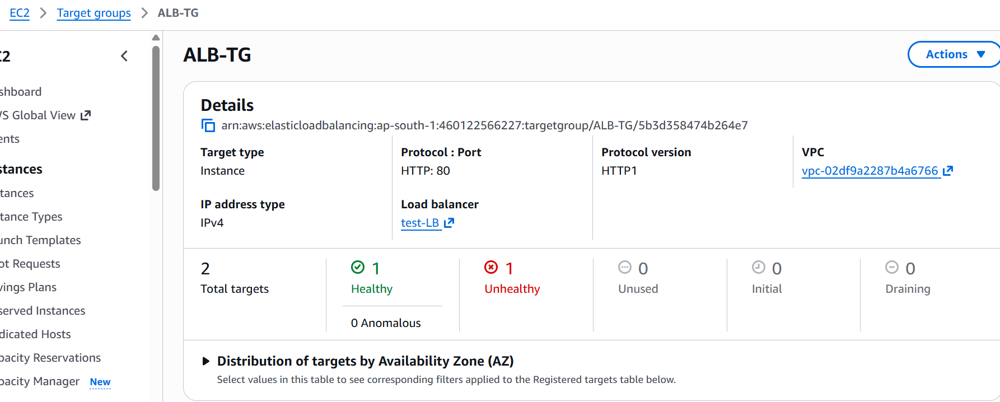 EC2 > Target groups > ALB-TG
C2
shboard
VS Global View
ents
stances
tances
tance Types
unch Templates
ot Requests
vings Plans
served Instances
dicated Hosts
pacity Reservations
pacity Manager New
ALB-TG
Actions
Details
arn:aws:elasticloadbalancing:ap-south-1:460122566227:targetgroup/ALB-TG/5b3d358474b264e7
Target type
Instance
Protocol : Port
HTTP: 80
Protocol version
HTTP1
VPC
vpc-02df9a2287b4a6766
IP address type
IPv4
Load balancer
test-LB
2
Total targets
1
Healthy
0 Anomalous
1
Unhealthy
0
Unused
0
Initial
0
Draining
Distribution of targets by Availability Zone (AZ)
Select values in this table to see corresponding filters applied to the Registered targets table below.